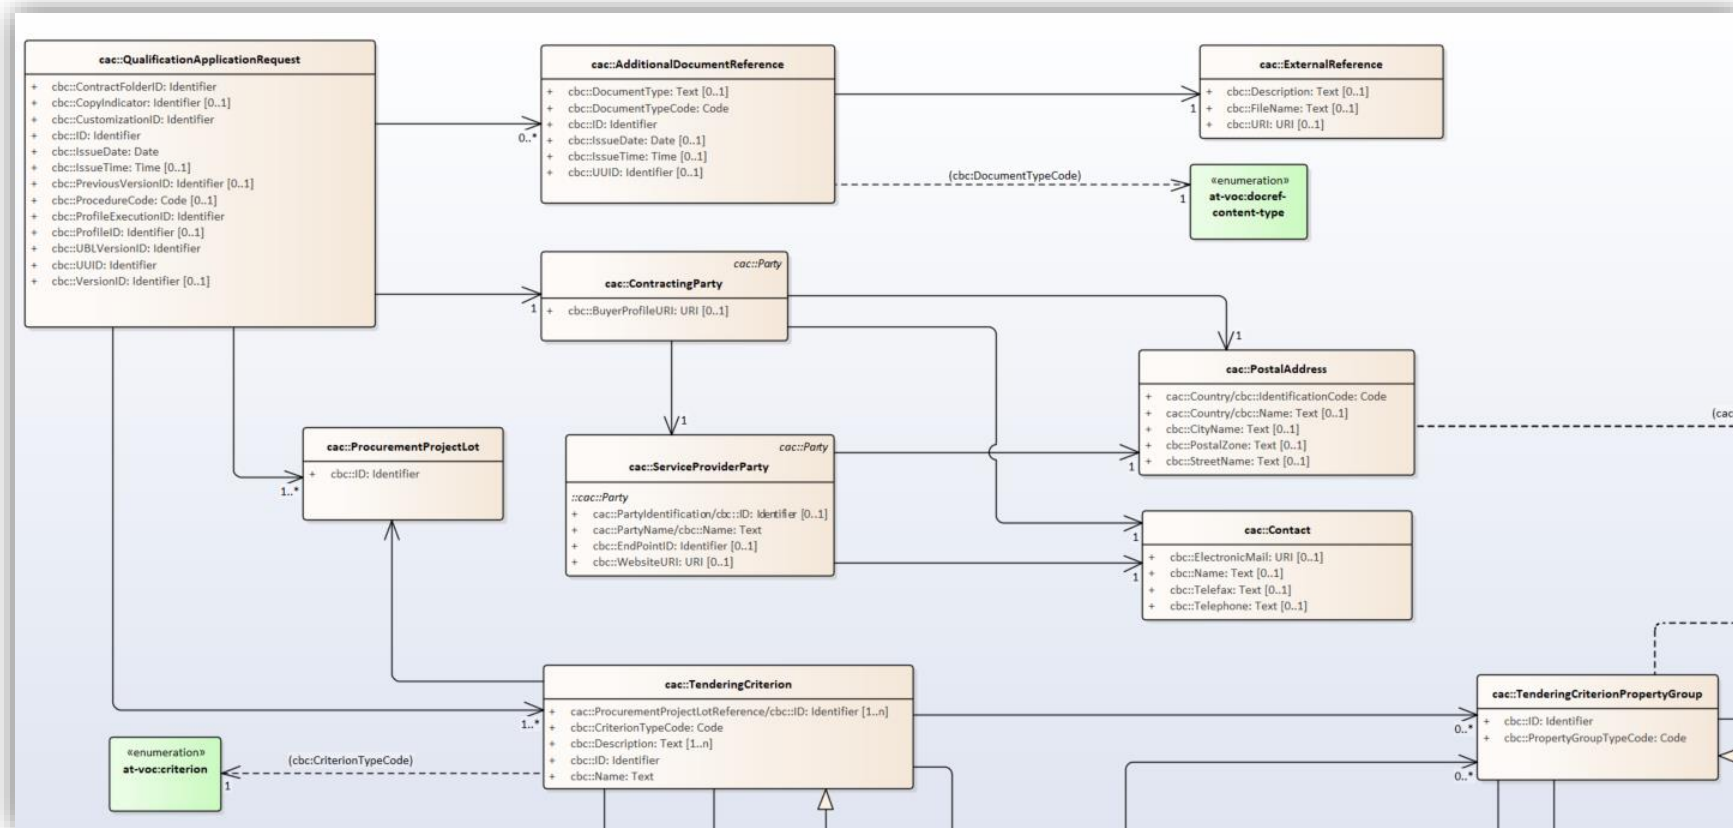 cac::QualificationApplicationRequest
+ cbc::ContractFolderID: Identifier
+ cbc::CopyIndicator: Identifier [0..1]
+ cbc::CustomizationID: Identifier
+ cbc::ID: Identifier
+ cbc::IssueDate: Date
+ cbc::IssueTime: Time [0..1]
+ cbc::PreviousVersionID: Identifier [0..1]
+ cbc::ProcedureCode: Code [0..1]
+ cbc::ProfileExecutionID: Identifier
+ cbc::ProfileID: Identifier [0..1]
+ cbc::UBLVersionID: Identifier
+ cbc::UUID: Identifier
+ cbc::VersionID: Identifier [0..1]
0..*
cac::AdditionalDocumentReference
+ cbc::DocumentType: Text [0..1]
+ cbc::DocumentTypeCode: Code
+ cbc::ID: Identifier
+ cbc::IssueDate: Date [0..1]
+ cbc::IssueTime: Time [0..1]
+ cbc::UUID: Identifier [0..1]
1
cac::ExternalReference
+ cbc::Description: Text [0..1]
+ cbc::FileName: Text [0..1]
+ cbc::URI: URI [0..1]
(cbc:DocumentTypeCode)
1
«enumeration»
at-voc:docref-
content-type
1
cac::Party
cac::ContractingParty
+ cbc::BuyerProfileURI: URI [0..1]
1
cac::PostalAddress
+ cac::Country/cbc::IdentificationCode: Code
+ cac::Country/cbc::Name: Text [0..1]
+ cbc::CityName: Text [0..1]
+ cbc::PostalZone: Text [0..1]
+ cbc::StreetName: Text [0..1]
(cac
1..*
cac::ProcurementProjectLot
+ cbc::ID: Identifier
1
cac::Party
cac::ServiceProviderParty
::cac::Party
+ cac::PartyIdentification/cbc::ID: Identifier [0..1]
+ cac::PartyName/cbc::Name: Text
+ cbc::EndPointID: Identifier [0..1]
+ cbc::WebsiteURI: URI [0..1]
1
1
1
cac::Contact
+ cbc::ElectronicMail: URI [0..1]
+ cbc::Name: Text [0..1]
+ cbc::Telefax: Text [0..1]
+ cbc::Telephone: Text [0..1]
1..*
cac::TenderingCriterion
+ cac::ProcurementProjectLotReference/cbc::ID: Identifier [1..n]
+ cbc::CriterionTypeCode: Code
+ cbc::Description: Text [1..n]
+ cbc::ID: Identifier
+ cbc::Name: Text
0..*
0..*
cac::TenderingCriterionPropertyGroup
+ cbc::ID: Identifier
+ cbc::PropertyGroupTypeCode: Code
(cbc:CriterionTypeCode)
1
«enumeration»
at-voc:criterion